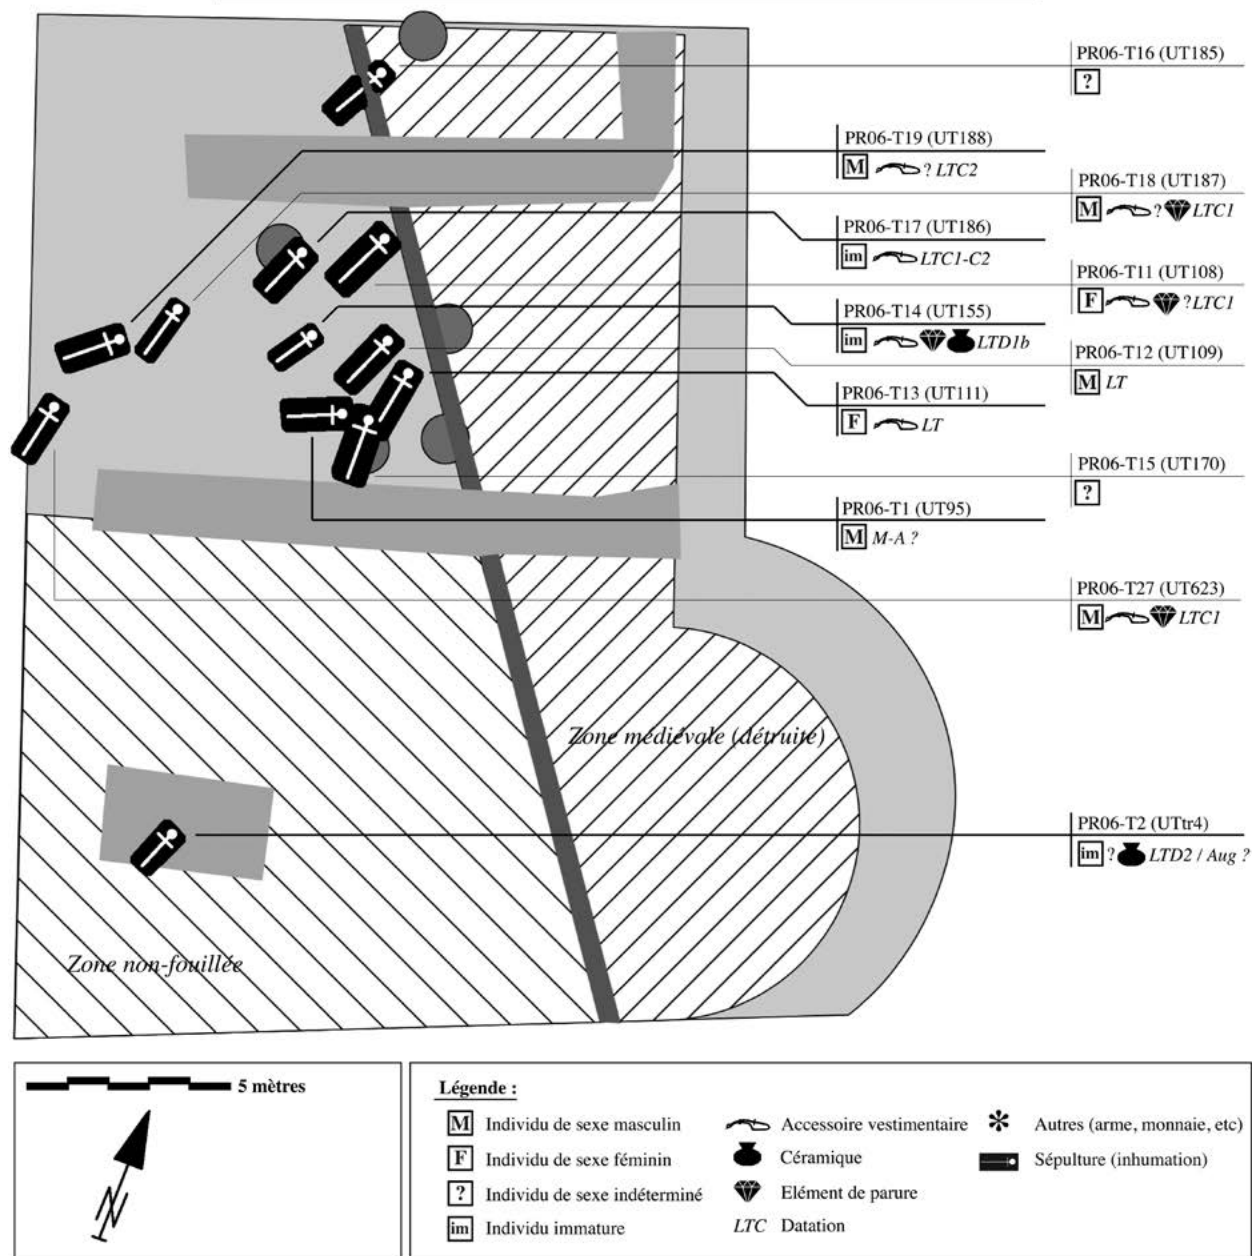 PR06-T16 (UT185)
?
PR06-T19 (UT188)
M ? LTC2
PR06-T18 (UT187)
M ? LTC1
PR06-T17 (UT186)
im LTC1-C2
PR06-T11 (UT108)
F ? LTC1
PR06-T14 (UT155)
im LTD1b
PR06-T12 (UT109)
M LT
PR06-T13 (UT111)
F LT
PR06-T15 (UT170)
?
PR06-T1 (UT95)
M M-A ?
PR06-T27 (UT623)
M LTC1
Zone médiévale (détruite)
PR06-T2 (UTtr4)
im ? LTD2 / Aug ?
Zone non-fouillée
5 mètres
N
Légende :
M Individu de sexe masculin
F Individu de sexe féminin
? Individu de sexe indéterminé
im Individu immature
Accessoire vestimentaire
Céramique
Elément de parure
LTC Datation
Autres (arme, monnaie, etc)
Sépulture (inhumation)